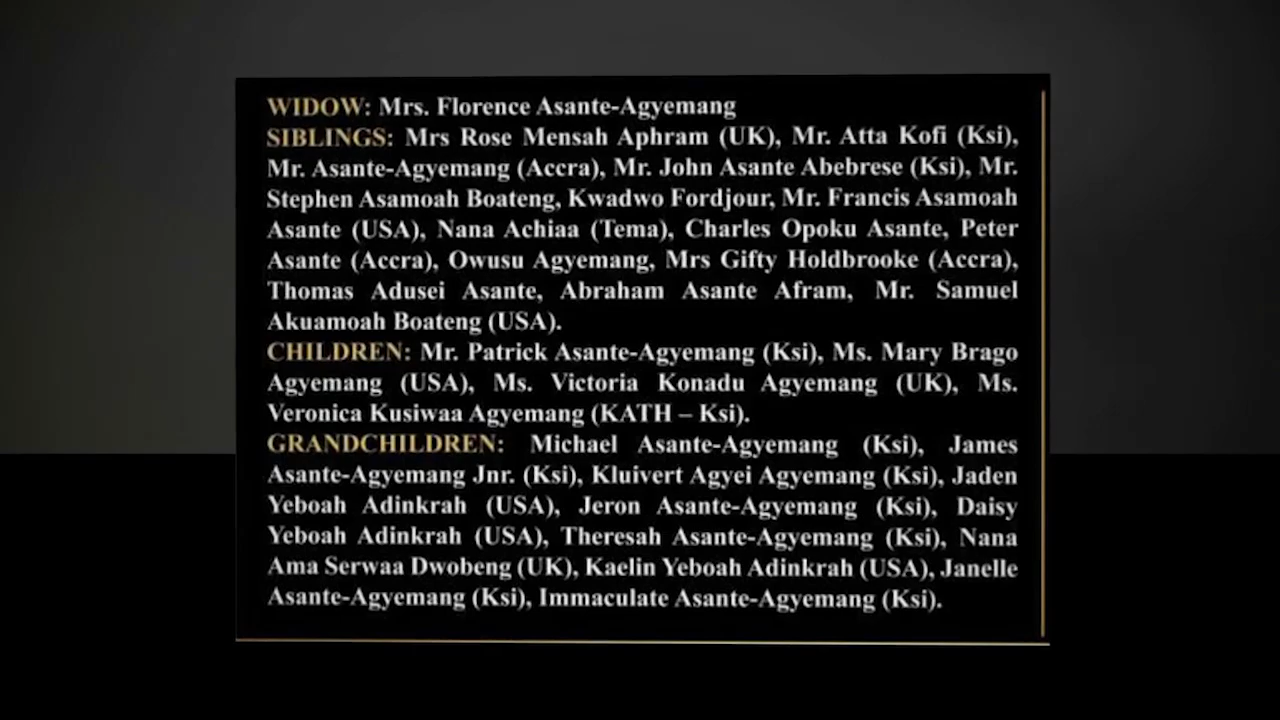 WIDOW: Mrs. Florence Asante-Agyemang
SIBLINGS: Mrs Rose Mensah Aphram (UK), Mr. Atta Kofi (Ksi),
Mr. Asante-Agyemang (Accra), Mr. John Asante Abebrese (Ksi), Mr.
Stephen Asamoah Boateng, Kwadwo Fordjour, Mr. Francis Asamoah
Asante (USA), Nana Achiaa (Tema), Charles Opoku Asante, Peter
Asante (Accra), Owusu Agyemang, Mrs Gifty Holdbrooke (Accra),
Thomas Adusei Asante, Abraham Asante Afram, Mr. Samuel
Akuamoah Boateng (USA).
CHILDREN: Mr. Patrick Asante-Agyemang (Ksi), Ms. Mary Brago
Agyemang (USA), Ms. Victoria Konadu Agyemang (UK), Ms.
Veronica Kusiwaa Agyemang (KATH – Ksi).
GRANDCHILDREN: Michael Asante-Agyemang (Ksi), James
Asante-Agyemang Jnr. (Ksi), Kluivert Agyei Agyemang (Ksi), Jaden
Yeboah Adinkrah (USA), Jeron Asante-Agyemang (Ksi), Daisy
Yeboah Adinkrah (USA), Theresah Asante-Agyemang (Ksi), Nana
Ama Serwaa Dwobeng (UK), Kaelin Yeboah Adinkrah (USA), Janelle
Asante-Agyemang (Ksi), Immaculate Asante-Agyemang (Ksi).